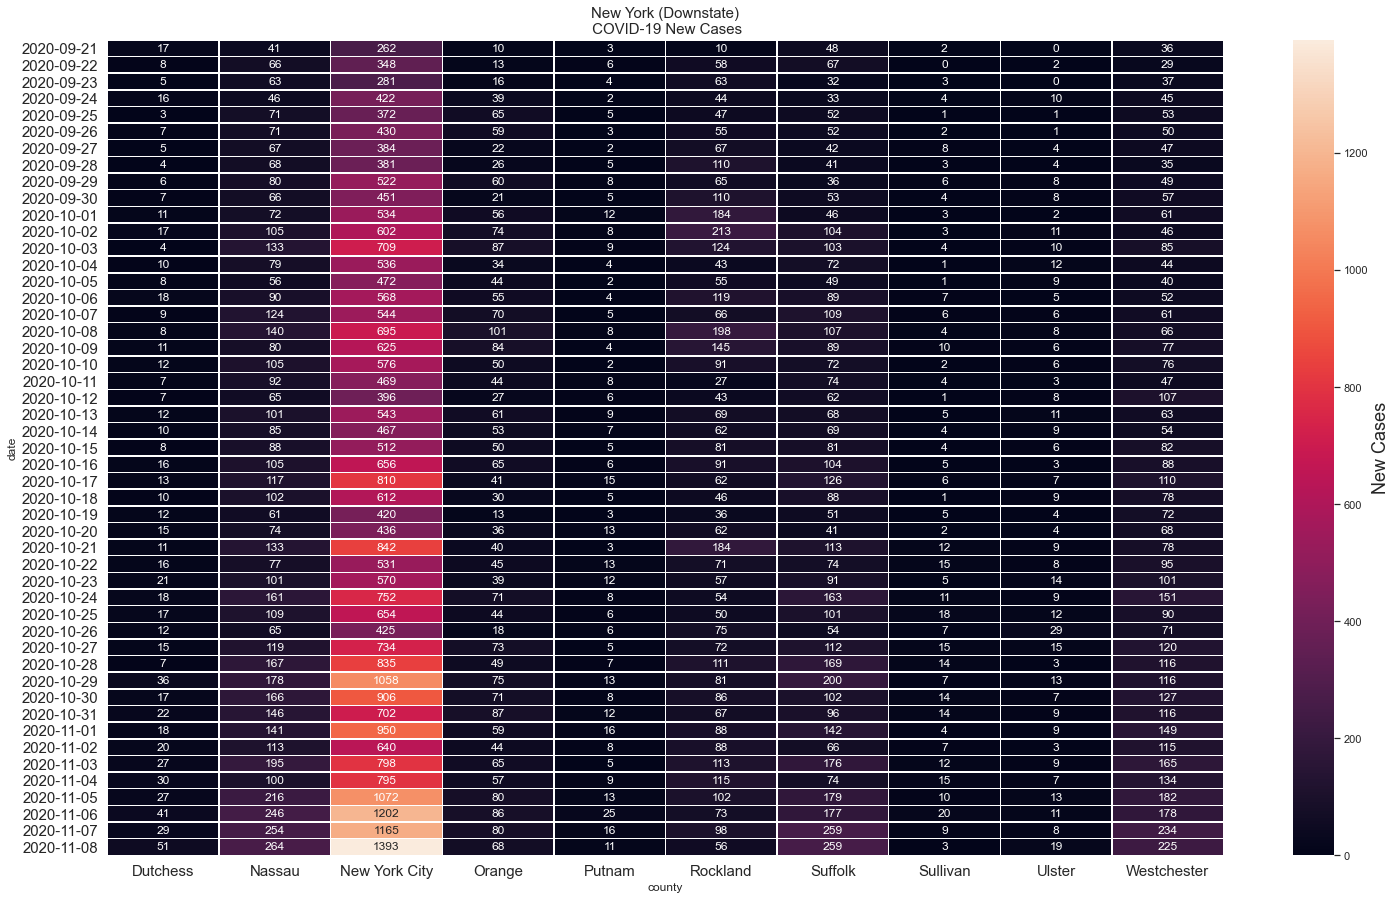 New York (Downstate)
COVID-19 New Cases
2020-09-21 17 41 262 10 3 10 48 2 0 36
2020-09-22 8 66 348 13 6 58 67 0 2 29
2020-09-23 5 63 281 16 4 63 32 3 0 37
2020-09-24 16 46 422 39 2 44 33 4 10 45
2020-09-25 3 71 372 65 5 47 52 1 1 53
2020-09-26 7 71 430 59 3 55 52 2 1 50
2020-09-27 5 67 384 22 2 67 42 8 4 47
2020-09-28 4 68 381 26 5 110 41 3 4 35
2020-09-29 6 80 522 60 8 65 36 6 8 49
2020-09-30 7 66 451 21 5 110 53 4 8 57
2020-10-01 11 72 534 56 12 184 46 3 2 61
2020-10-02 17 105 602 74 8 213 104 3 11 46
2020-10-03 4 133 709 87 9 124 103 4 10 85
2020-10-04 10 79 536 34 4 43 72 1 12 44
2020-10-05 8 56 472 44 2 55 49 1 9 40
2020-10-06 18 90 568 55 4 119 89 7 5 52
2020-10-07 9 124 544 70 5 66 109 6 6 61
2020-10-08 8 140 695 101 8 198 107 4 8 66
2020-10-09 11 80 625 84 4 145 89 10 6 77
2020-10-10 12 105 576 50 2 91 72 2 6 76
2020-10-11 7 92 469 44 8 27 74 4 3 47
2020-10-12 7 65 396 27 6 43 62 1 8 107
2020-10-13 12 101 543 61 9 69 68 5 11 63
2020-10-14 10 85 467 53 7 62 69 4 9 54
2020-10-15 8 88 512 50 5 81 81 4 6 82
2020-10-16 16 105 656 65 6 91 104 5 3 88
2020-10-17 13 117 810 41 15 62 126 6 7 110
2020-10-18 10 102 612 30 5 46 88 1 9 78
2020-10-19 12 61 420 13 3 36 51 5 4 72
2020-10-20 15 74 436 36 13 62 41 2 4 68
2020-10-21 11 133 842 40 3 184 113 12 9 78
2020-10-22 16 77 531 45 13 71 74 15 8 95
2020-10-23 21 101 570 39 12 57 91 5 14 101
2020-10-24 18 161 752 71 8 54 163 11 9 151
2020-10-25 17 109 654 44 6 50 101 18 12 90
2020-10-26 12 65 425 18 6 75 54 7 29 71
2020-10-27 15 119 734 73 5 72 112 15 15 120
2020-10-28 7 167 835 49 7 111 169 14 3 116
2020-10-29 36 178 1058 75 13 81 200 7 13 116
2020-10-30 17 166 906 71 8 86 102 14 7 127
2020-10-31 22 146 702 87 12 67 96 14 9 116
2020-11-01 18 141 950 59 16 88 142 4 9 149
2020-11-02 20 113 640 44 8 88 66 7 3 115
2020-11-03 27 195 798 65 5 113 176 12 9 165
2020-11-04 30 100 795 57 9 115 74 15 7 134
2020-11-05 27 216 1072 80 13 102 179 10 13 182
2020-11-06 41 246 1202 86 25 73 177 20 11 178
2020-11-07 29 254 1165 80 16 98 259 9 8 234
2020-11-08 51 264 1393 68 11 56 259 3 19 225
Dutchess Nassau New York City Orange Putnam Rockland Suffolk Sullivan Ulster Westchester
county
date
1200
1000
800
600
400
200
0
New Cases